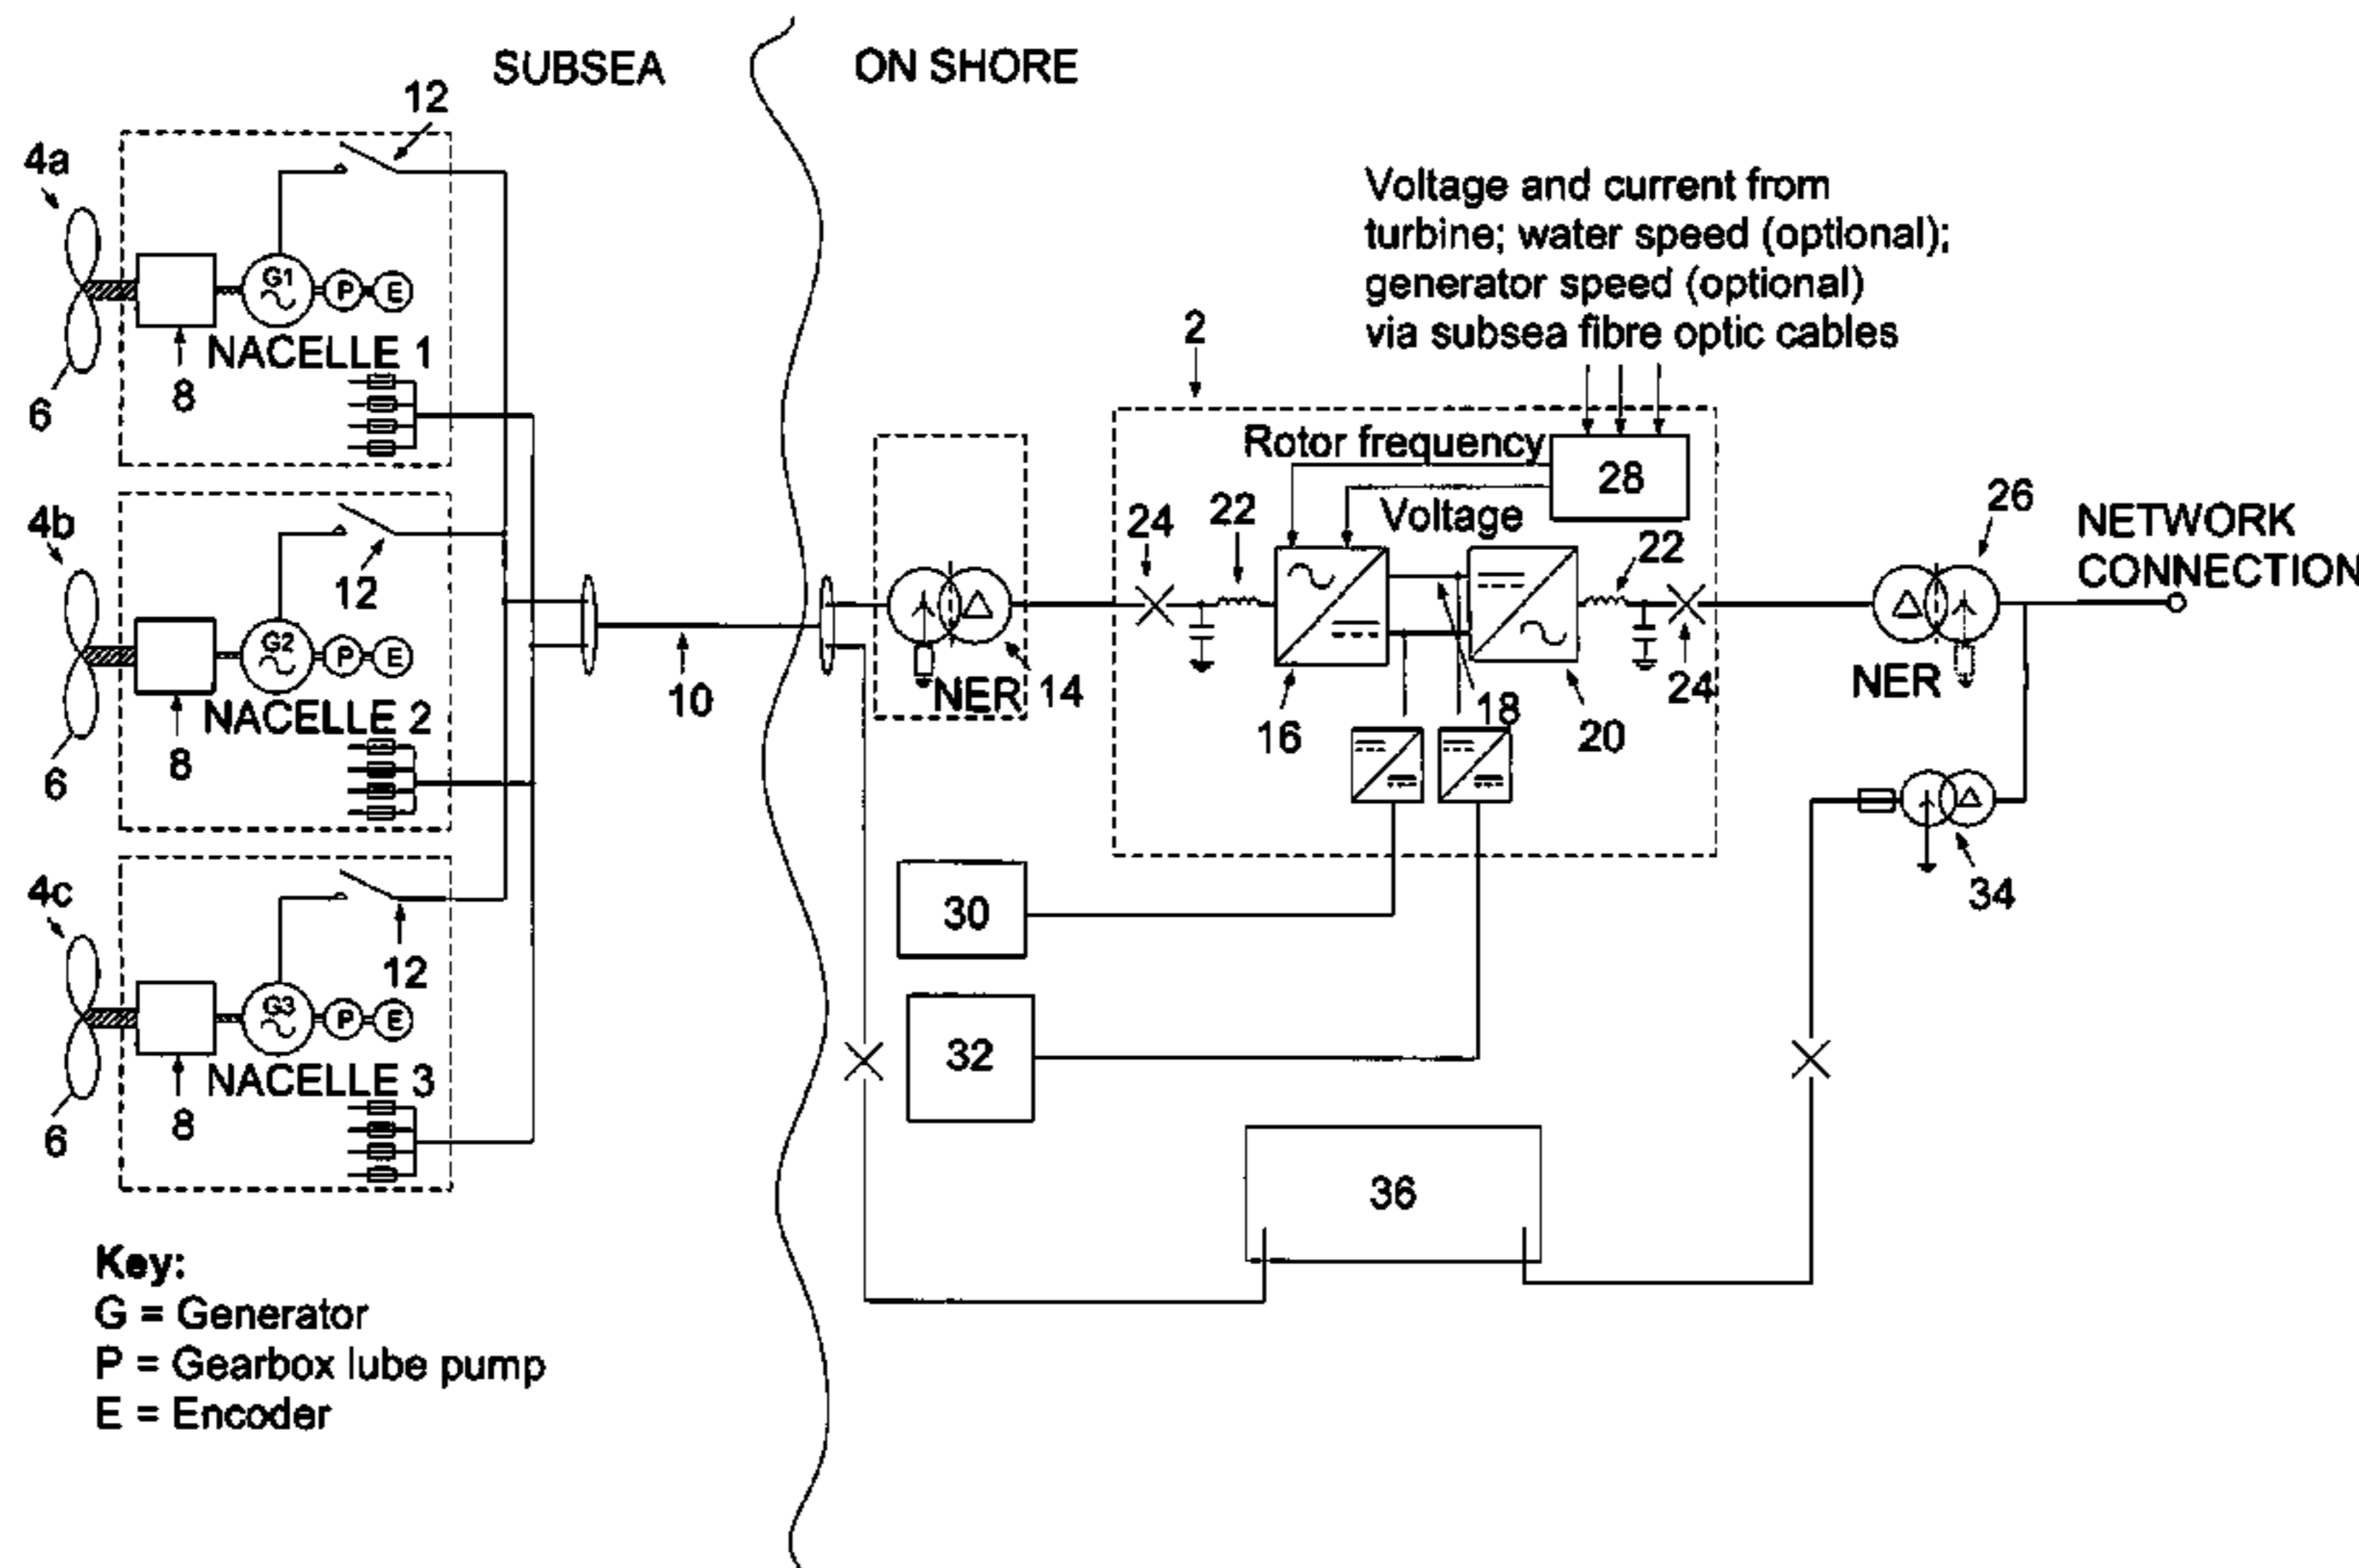 SUBSEA
ON SHORE
12
4a
G1
P
E
NACELLE 1
8
6
4b
12
G2
P
E
NACELLE 2
8
6
4c
12
G3
P
E
NACELLE 3
8
6
10
NER
14
Voltage and current from
turbine; water speed (optional);
generator speed (optional)
via subsea fibre optic cables
2
Rotor frequency
28
Voltage
24
22
22
24
16
18
20
26
NETWORK
CONNECTION
NER
34
30
32
36
Key:
G = Generator
P = Gearbox lube pump
E = Encoder